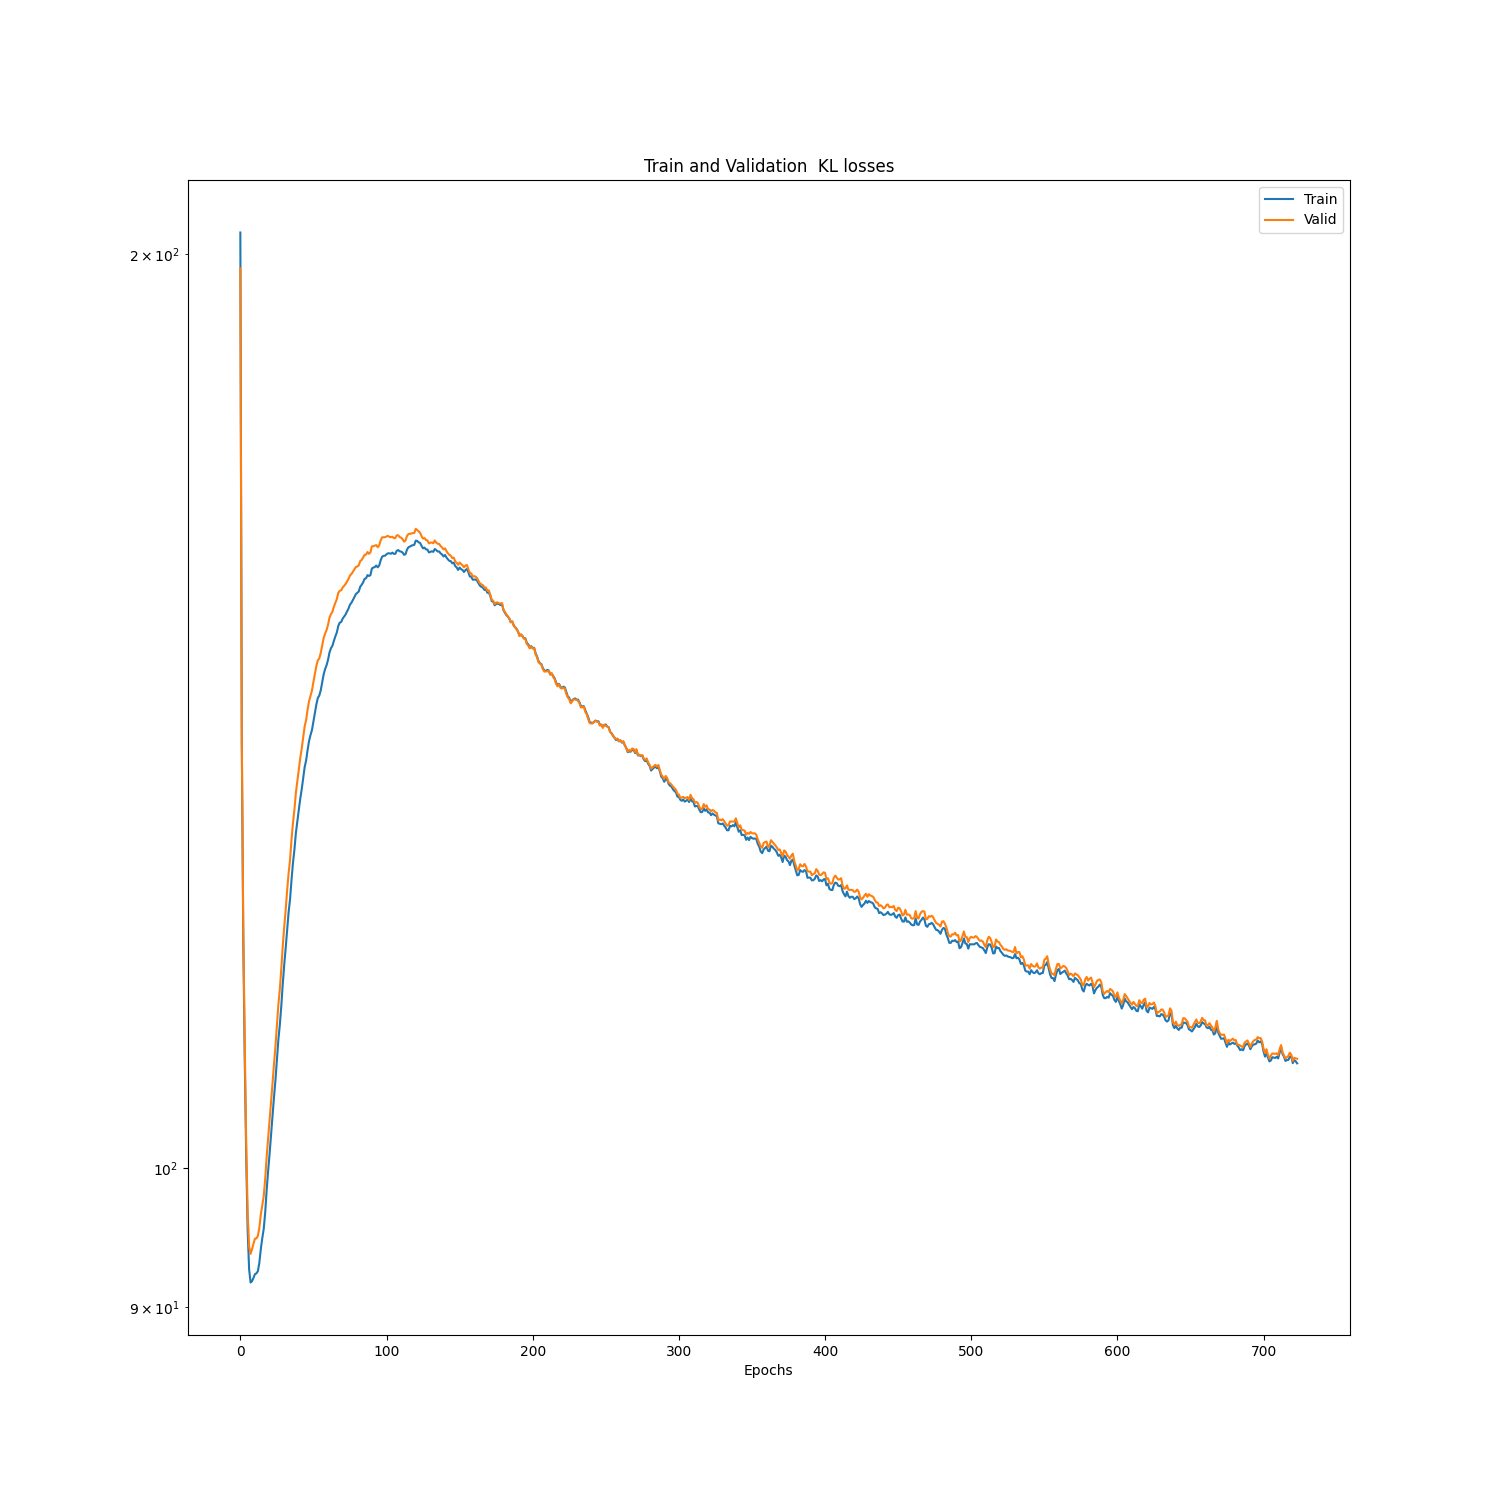 Train and Validation  KL losses
Train
Valid
2 × 10²
10²
9 × 10¹
0 100 200 300 400 500 600 700
Epochs